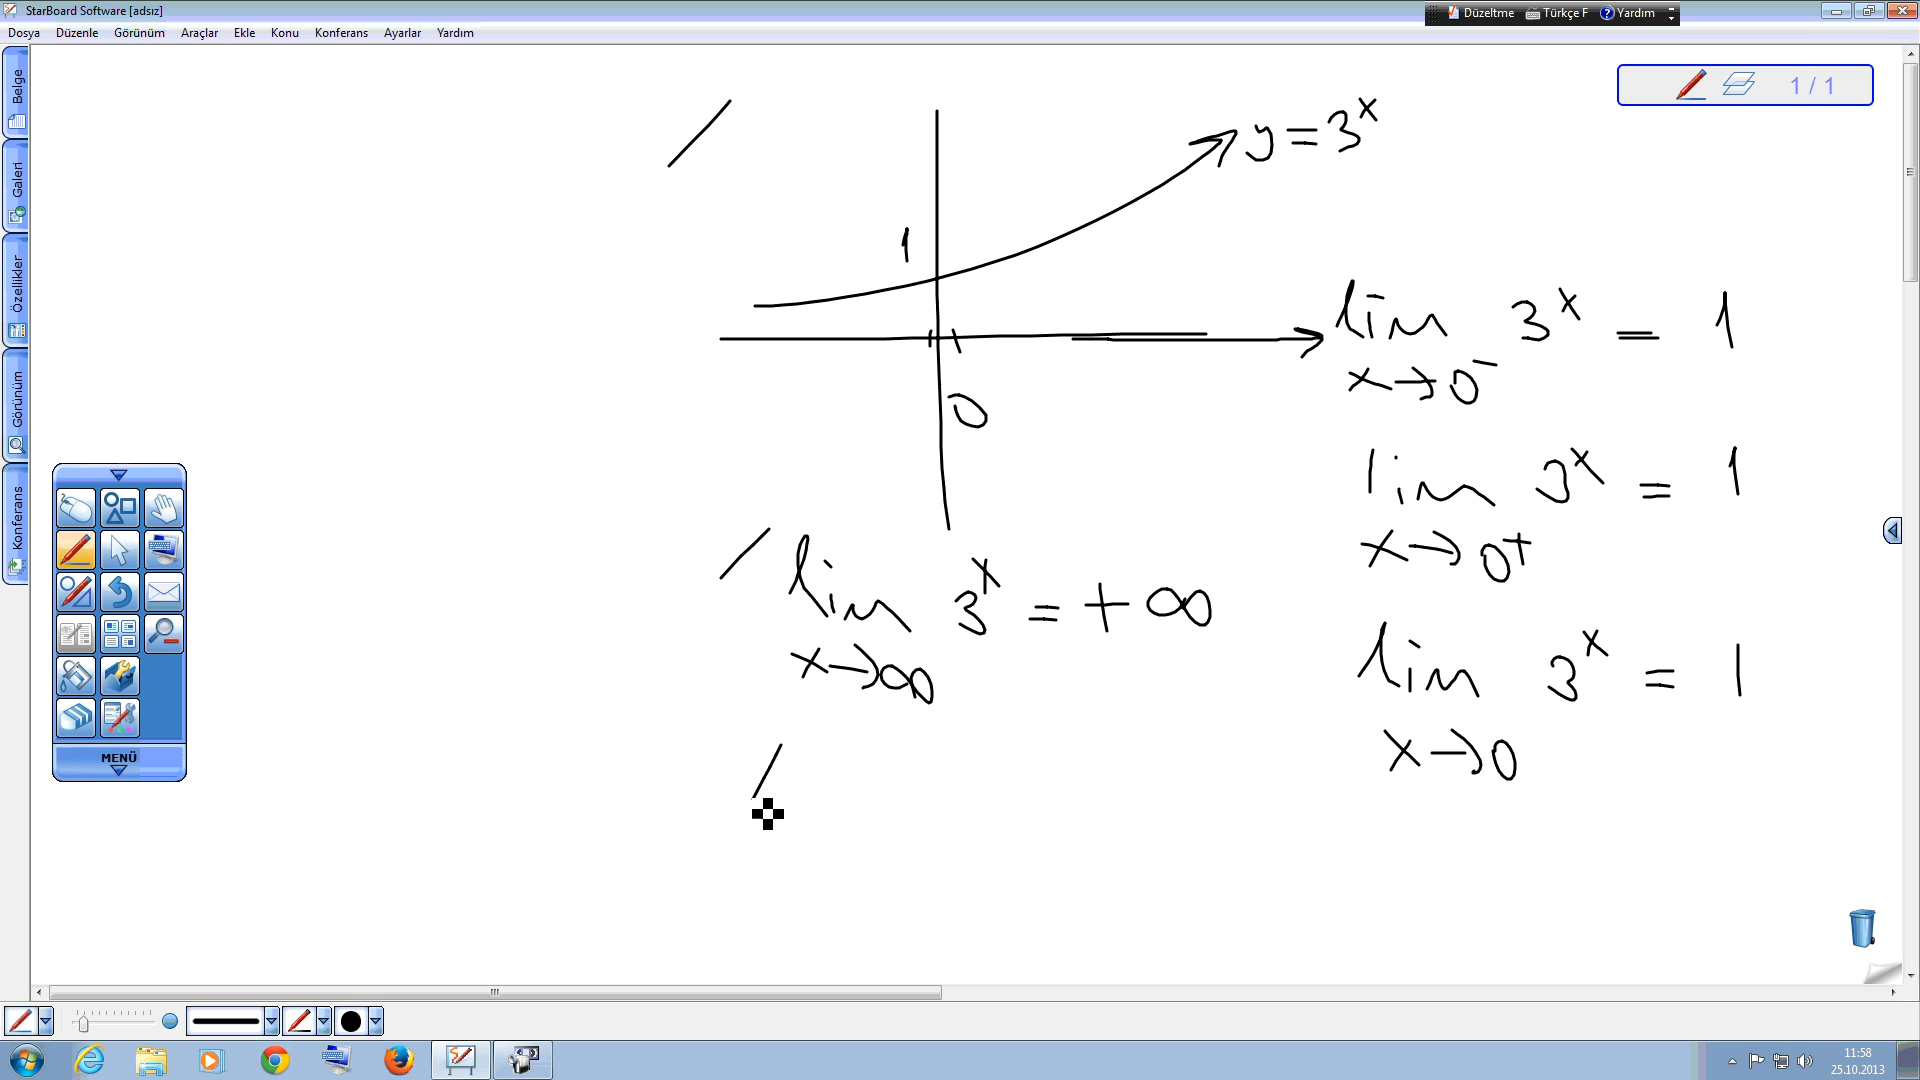 StarBoard Software [adsız]
Düzeltme Türkçe F Yardım
Dosya Düzenle Görünüm Araçlar Ekle Konu Konferans Ayarlar Yardım
Belge
Galeri
Özellikler
Görünüm
Konferans
1 / 1
y = 3^x
1
0
lim 3^x = 1
x→0^-
lim 3^x = 1
x→0^+
lim 3^x = +∞
x→∞
lim 3^x = 1
x→0
MENÜ
11:58
25.10.2013